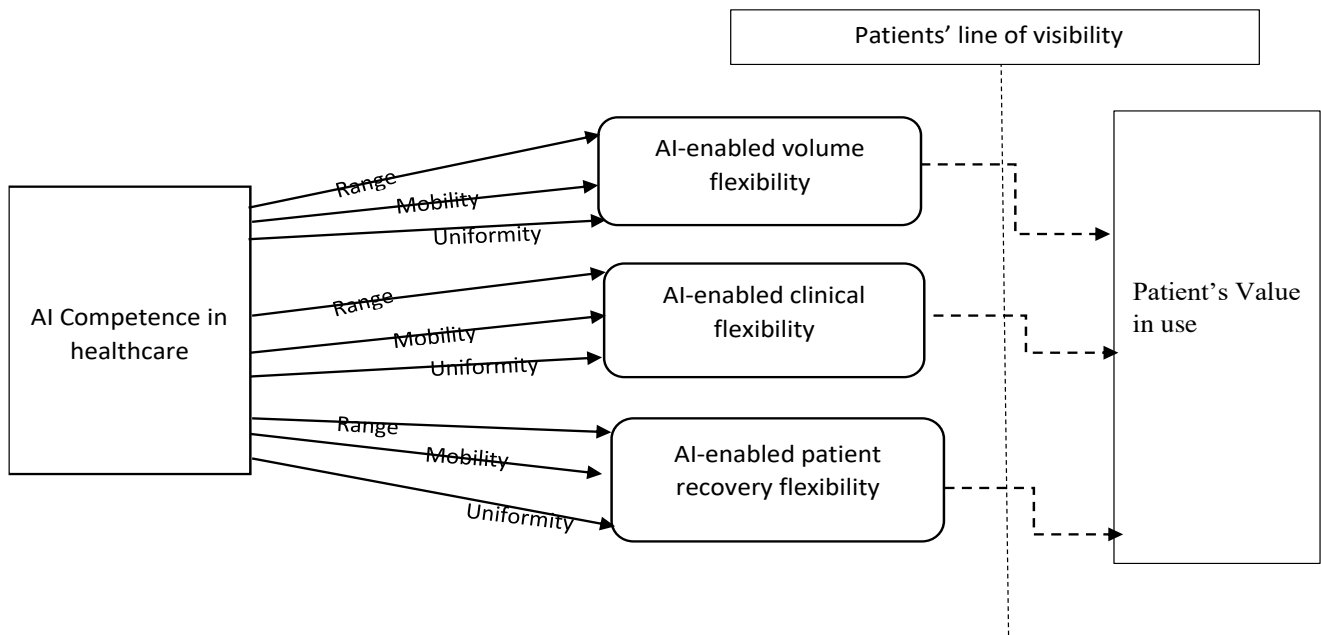 Patients’ line of visibility
AI Competence in
healthcare
Range
Mobility
Uniformity
AI-enabled volume
flexibility
Range
Mobility
Uniformity
AI-enabled clinical
flexibility
Range
Mobility
Uniformity
AI-enabled patient
recovery flexibility
Patient’s Value
in use